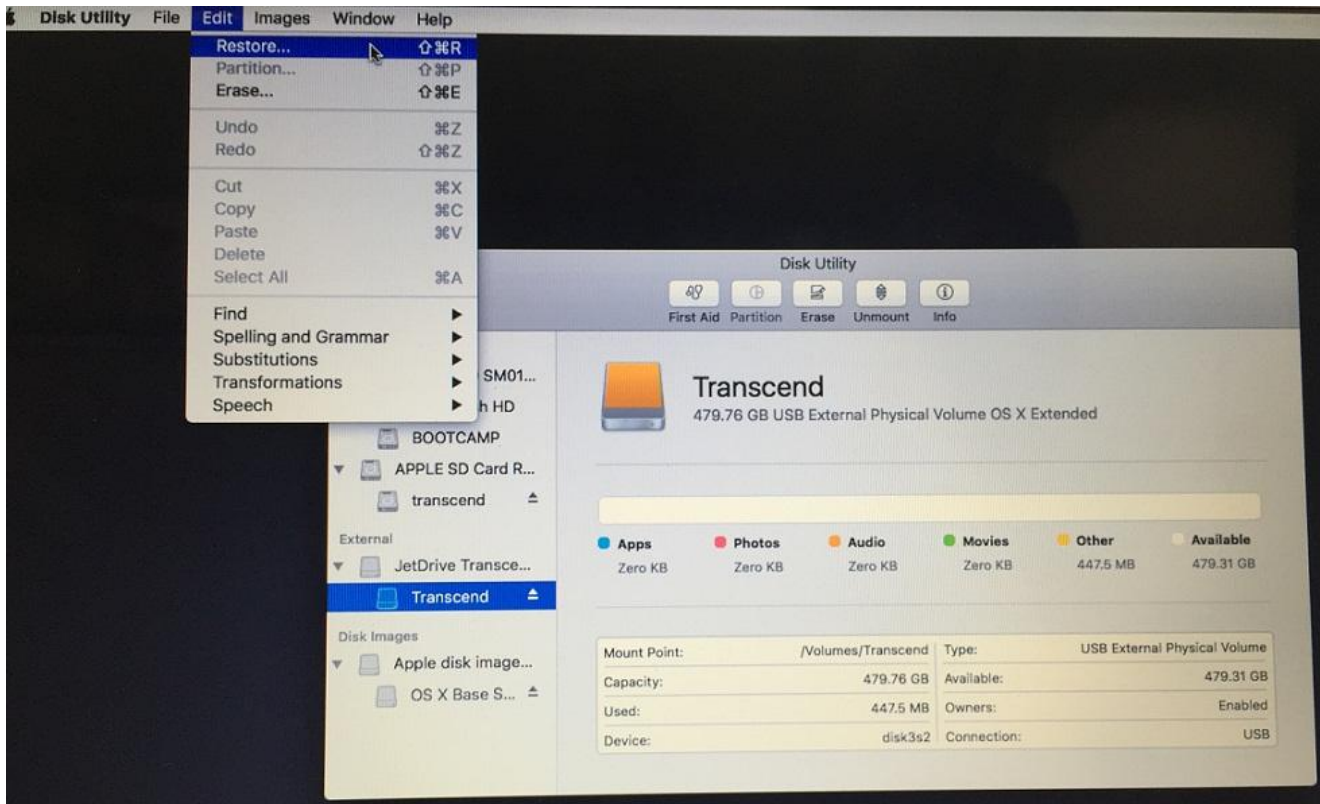 Disk Utility File Edit Images Window Help
Restore... ⇧⌘R
Partition... ⇧⌘P
Erase... ⇧⌘E
Undo ⌘Z
Redo ⇧⌘Z
Cut ⌘X
Copy ⌘C
Paste ⌘V
Delete
Select All ⌘A
Find
Spelling and Grammar
Substitutions
Transformations
Speech
Disk Utility
First Aid Partition Erase Unmount Info
SM01...
h HD
BOOTCAMP
APPLE SD Card R...
transcend
External
JetDrive Transce...
Transcend
Disk Images
Apple disk image...
OS X Base S...
Transcend
479.76 GB USB External Physical Volume OS X Extended
Apps Photos Audio Movies Other Available
Zero KB Zero KB Zero KB Zero KB 447.5 MB 479.31 GB
Mount Point: /Volumes/Transcend Type: USB External Physical Volume
Capacity: 479.76 GB Available: 479.31 GB
Used: 447.5 MB Owners: Enabled
Device: disk3s2 Connection: USB